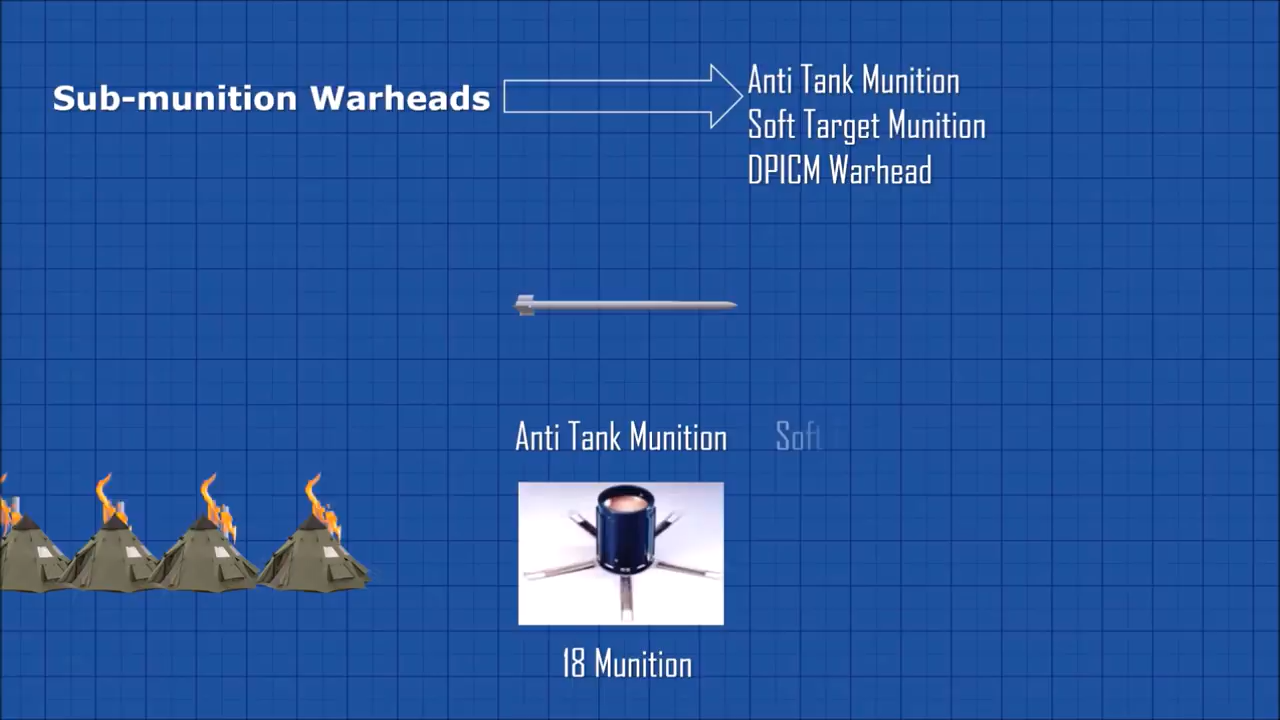 Sub-munition Warheads
Anti Tank Munition
Soft Target Munition
DPICM Warhead
Anti Tank Munition
Soft
18 Munition